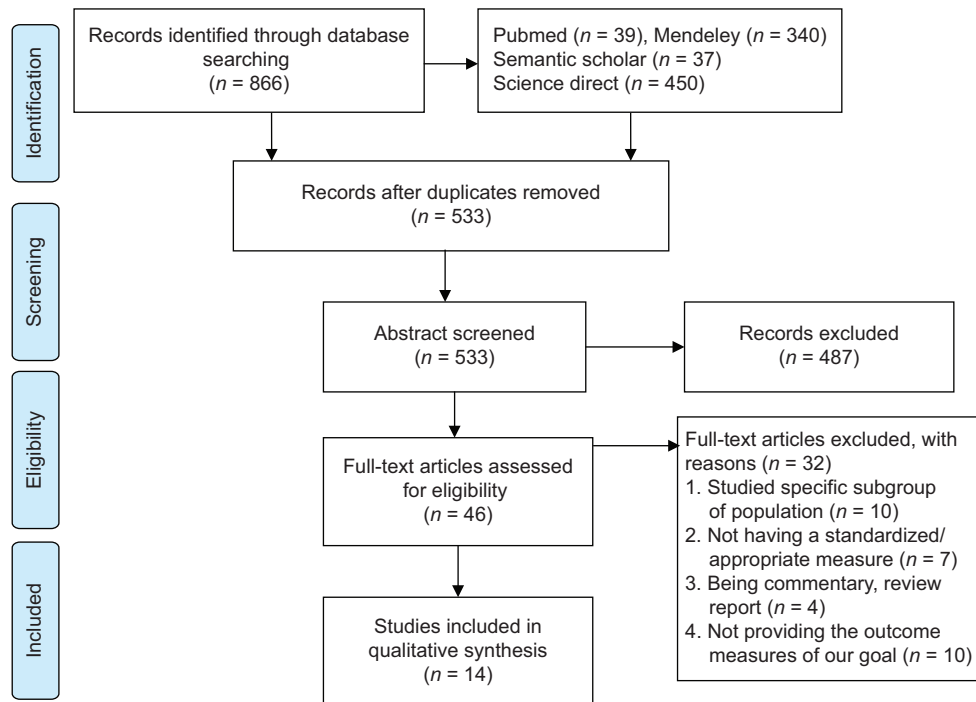 Identification
Records identified through database
searching
(n = 866)
Pubmed (n = 39), Mendeley (n = 340)
Semantic scholar (n = 37)
Science direct (n = 450)
Records after duplicates removed
(n = 533)
Screening
Abstract screened
(n = 533)
Records excluded
(n = 487)
Eligibility
Full-text articles assessed
for eligibility
(n = 46)
Full-text articles excluded, with
reasons (n = 32)
1. Studied specific subgroup
of population (n = 10)
2. Not having a standardized/
appropriate measure (n = 7)
3. Being commentary, review
report (n = 4)
4. Not providing the outcome
measures of our goal (n = 10)
Included
Studies included in
qualitative synthesis
(n = 14)